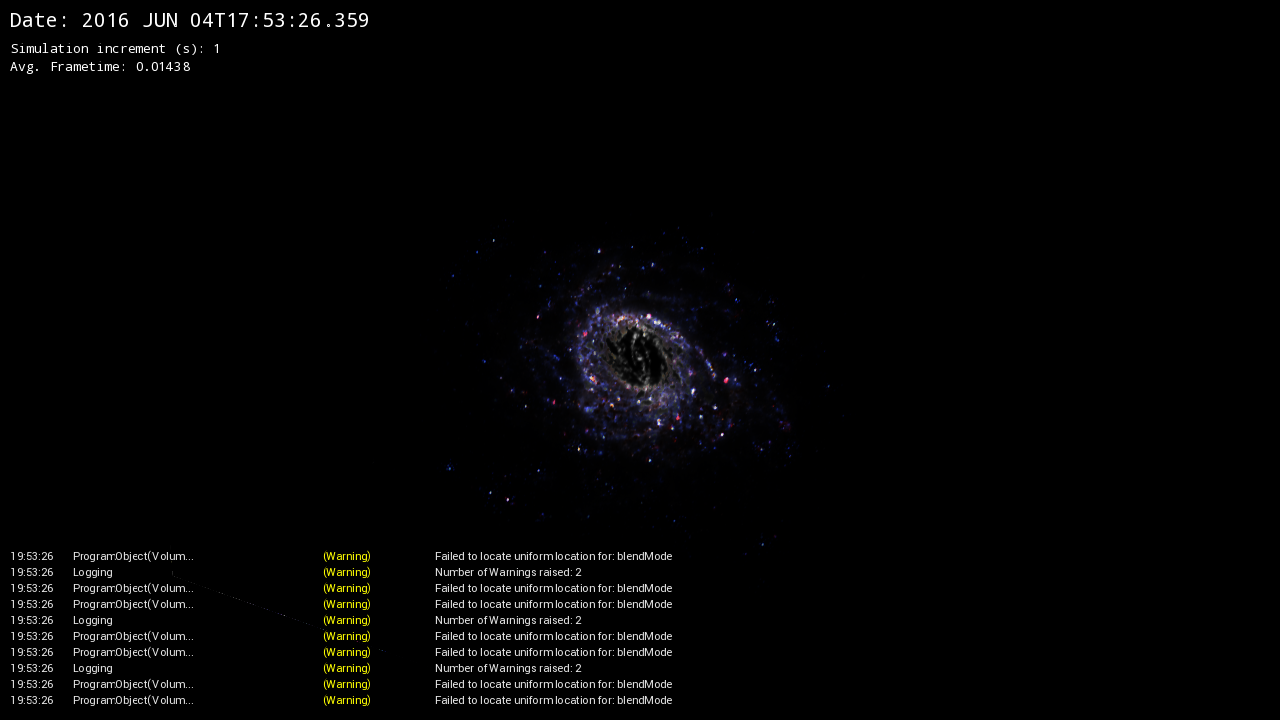 Date: 2016 JUN 04T17:53:26.359
Simulation increment (s): 1
Avg. Frametime: 0.01438
19:53:26 ProgramObject(Volum... (Warning) Failed to locate uniform location for: blendMode
19:53:26 Logging (Warning) Number of Warnings raised: 2
19:53:26 ProgramObject(Volum... (Warning) Failed to locate uniform location for: blendMode
19:53:26 ProgramObject(Volum... (Warning) Failed to locate uniform location for: blendMode
19:53:26 Logging (Warning) Number of Warnings raised: 2
19:53:26 ProgramObject(Volum... (Warning) Failed to locate uniform location for: blendMode
19:53:26 ProgramObject(Volum... (Warning) Failed to locate uniform location for: blendMode
19:53:26 Logging (Warning) Number of Warnings raised: 2
19:53:26 ProgramObject(Volum... (Warning) Failed to locate uniform location for: blendMode
19:53:26 ProgramObject(Volum... (Warning) Failed to locate uniform location for: blendMode